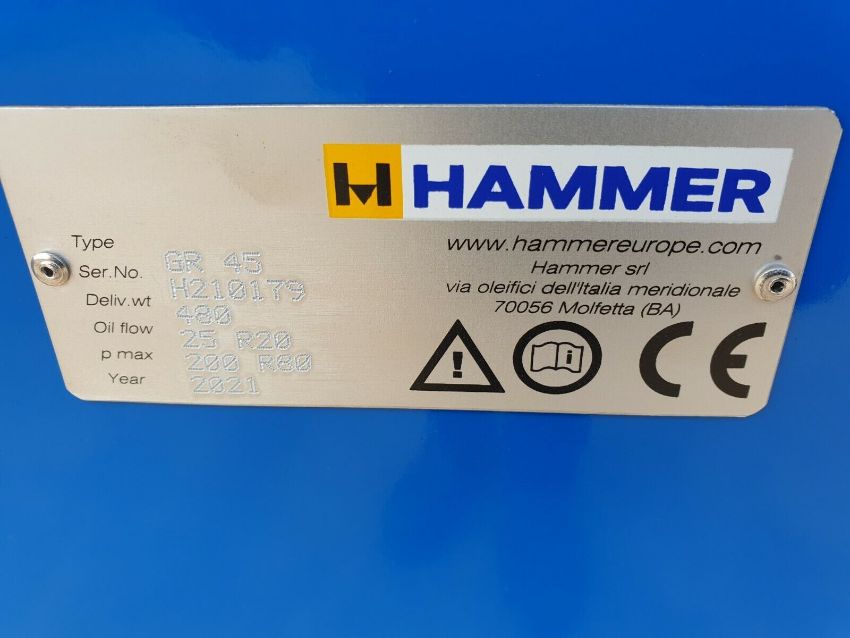 H HAMMER
www.hammereurope.com
Hammer srl
via oleifici dell'Italia meridionale
70056 Molfetta (BA)
Type GR 45
Ser.No. H210179
Deliv.wt 480
Oil flow 25 R20
p max 200 R80
Year 2021
! i CE